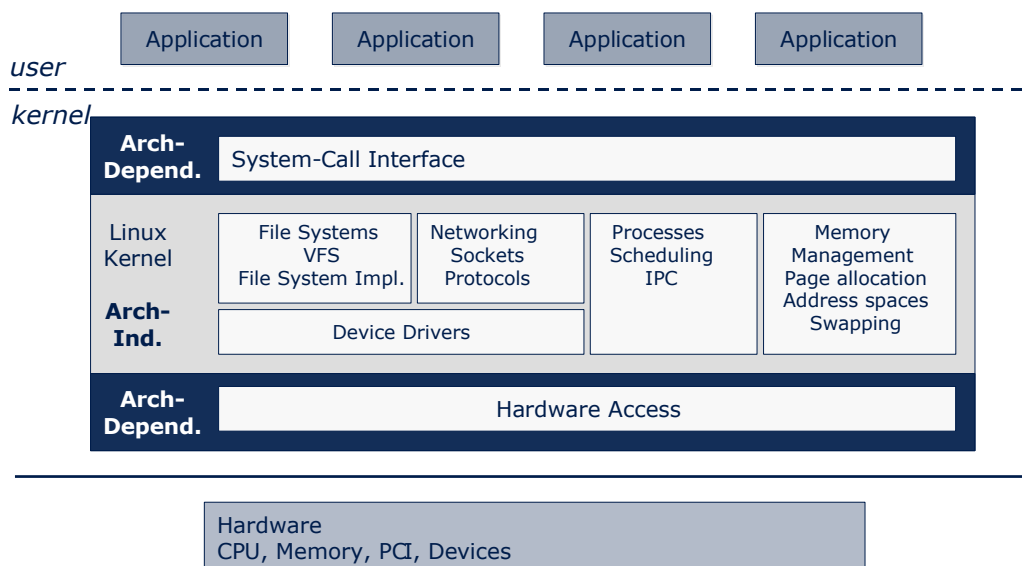 Application
Application
Application
Application
user
kernel
Arch-
Depend.
System-Call Interface
Linux
Kernel
Arch-
Ind.
File Systems
VFS
File System Impl.
Networking
Sockets
Protocols
Device Drivers
Processes
Scheduling
IPC
Memory
Management
Page allocation
Address spaces
Swapping
Arch-
Depend.
Hardware Access
Hardware
CPU, Memory, PCI, Devices